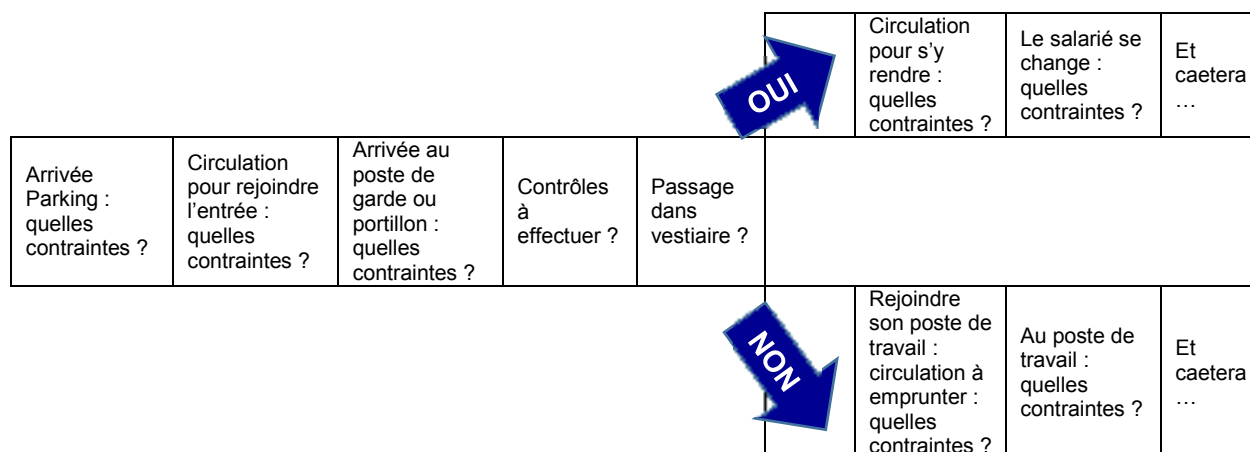 Arrivée
Parking :
quelles
contraintes ?
Circulation
pour rejoindre
l’entrée :
quelles
contraintes ?
Arrivée au
poste de
garde ou
portillon :
quelles
contraintes ?
Contrôles
à
effectuer ?
Passage
dans
vestiaire ?
OUI
Circulation
pour s’y
rendre :
quelles
contraintes ?
Le salarié se
change :
quelles
contraintes ?
Et
caetera
…
NON
Rejoindre
son poste de
travail :
circulation à
emprunter :
quelles
contraintes ?
Au poste de
travail :
quelles
contraintes ?
Et
caetera
…